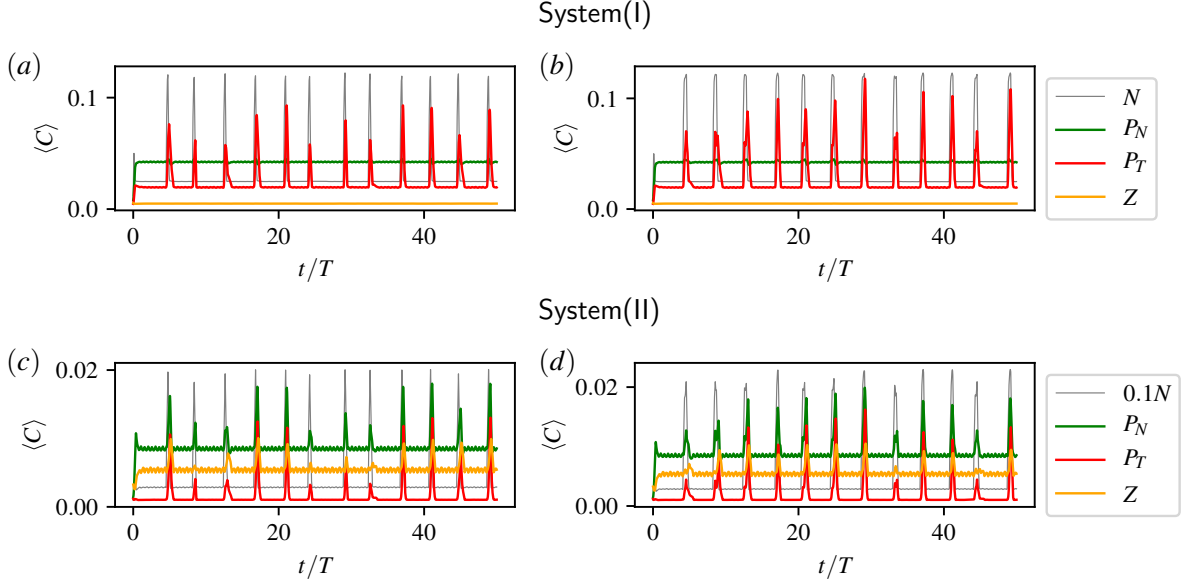 System(I)
(a)
⟨C⟩
0.1
0.0
0
20
40
t/T
(b)
⟨C⟩
0.1
0.0
0
20
40
t/T
N
P_N
P_T
Z
System(II)
(c)
⟨C⟩
0.02
0.00
0
20
40
t/T
(d)
⟨C⟩
0.02
0.00
0
20
40
t/T
0.1N
P_N
P_T
Z